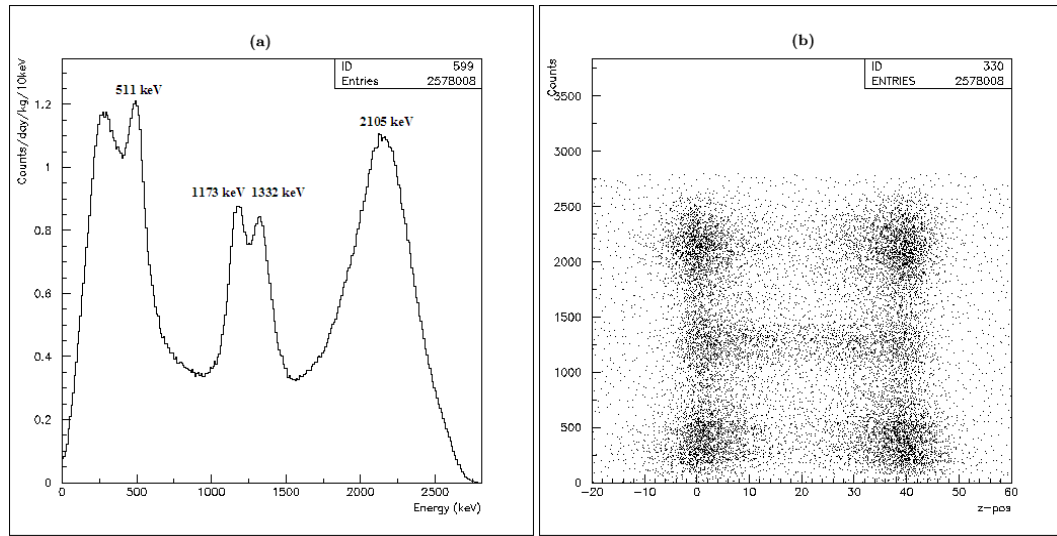 (a)
ID 599
Entries 2578008
511 keV
2105 keV
1173 keV 1332 keV
Counts/day/kg/10keV
1.2
1
0.8
0.6
0.4
0.2
0
0 500 1000 1500 2000 2500
Energy (keV)
(b)
ID 330
ENTRIES 2578008
Counts
3500
3000
2500
2000
1500
1000
500
0
−20 −10 0 10 20 30 40 50 60
z−pos